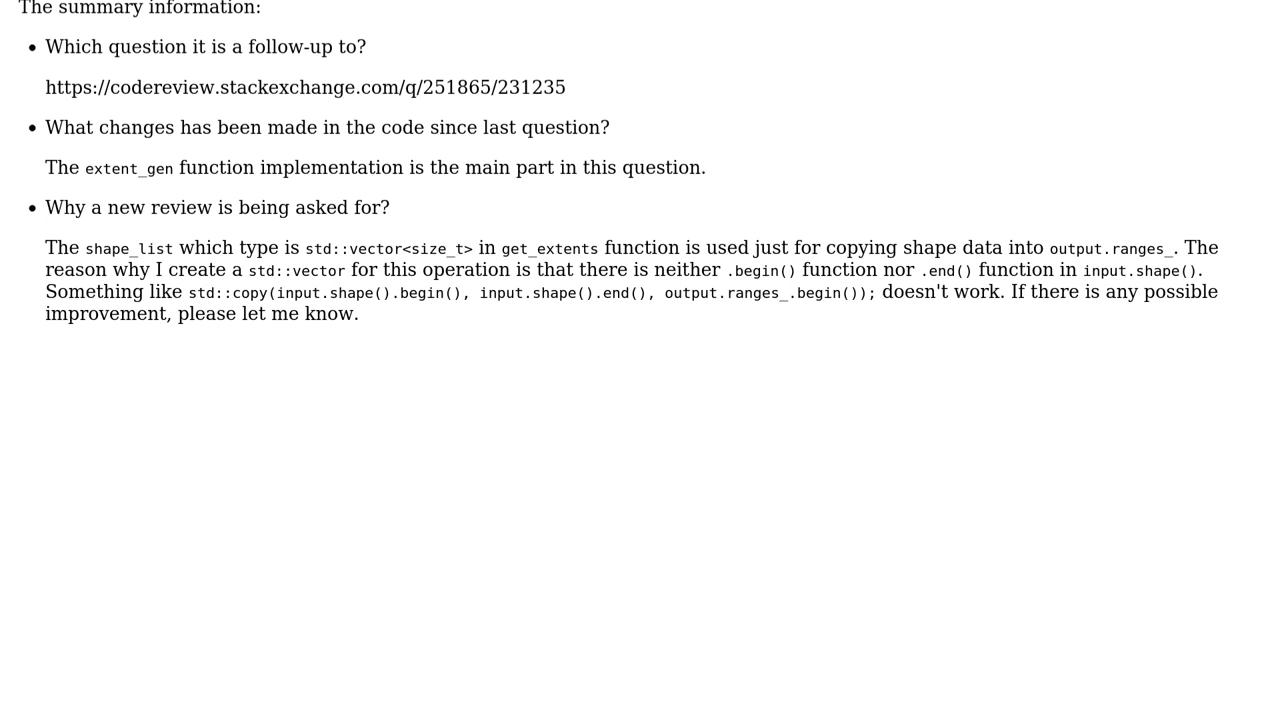 The summary information:
Which question it is a follow-up to?
https://codereview.stackexchange.com/q/251865/231235
What changes has been made in the code since last question?
The extent_gen function implementation is the main part in this question.
Why a new review is being asked for?
The shape_list which type is std::vector<size_t> in get_extents function is used just for copying shape data into output.ranges_. The
reason why I create a std::vector for this operation is that there is neither .begin() function nor .end() function in input.shape().
Something like std::copy(input.shape().begin(), input.shape().end(), output.ranges_.begin()); doesn't work. If there is any possible
improvement, please let me know.